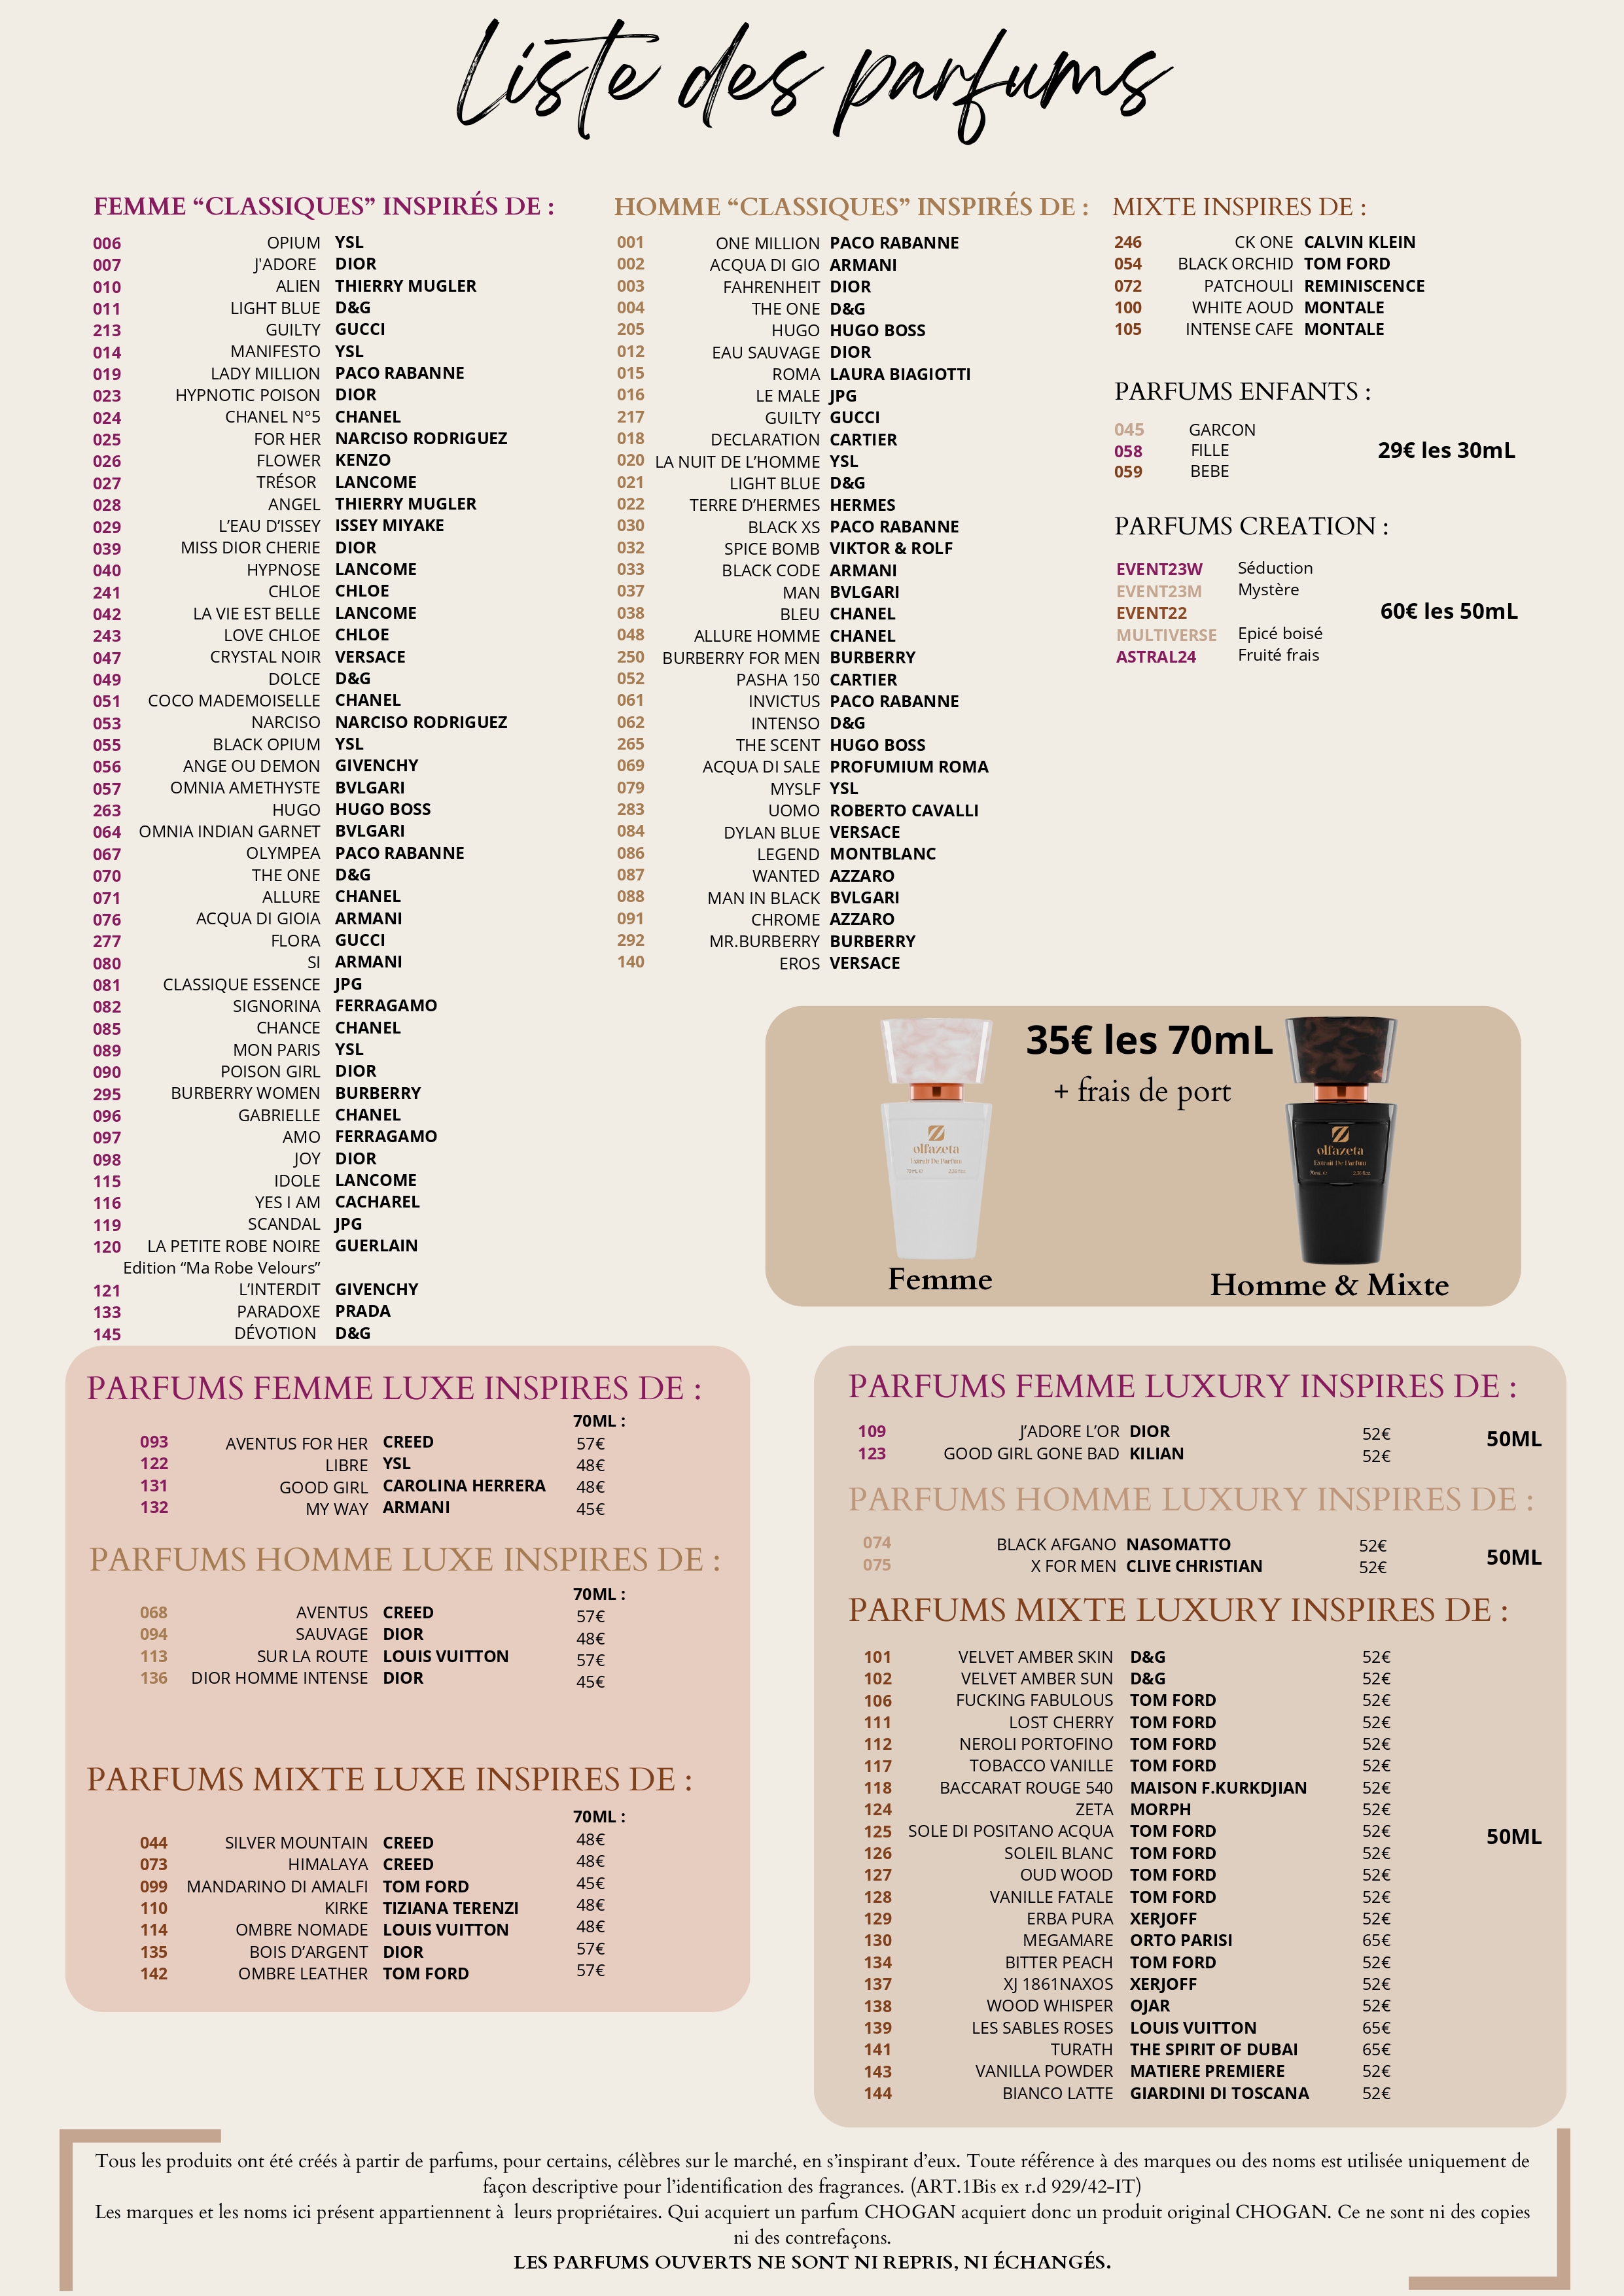 Liste des parfums
FEMME “CLASSIQUES” INSPIRÉS DE :
006 OPIUM YSL
007 J'ADORE DIOR
010 ALIEN THIERRY MUGLER
011 LIGHT BLUE D&G
213 GUILTY GUCCI
014 MANIFESTO YSL
019 LADY MILLION PACO RABANNE
023 HYPNOTIC POISON DIOR
024 CHANEL N°5 CHANEL
025 FOR HER NARCISO RODRIGUEZ
026 FLOWER KENZO
027 TRÉSOR LANCOME
028 ANGEL THIERRY MUGLER
029 L’EAU D’ISSEY ISSEY MIYAKE
039 MISS DIOR CHERIE DIOR
040 HYPNOSE LANCOME
241 CHLOE CHLOE
042 LA VIE EST BELLE LANCOME
243 LOVE CHLOE CHLOE
047 CRYSTAL NOIR VERSACE
049 DOLCE D&G
051 COCO MADEMOISELLE CHANEL
053 NARCISO NARCISO RODRIGUEZ
055 BLACK OPIUM YSL
056 ANGE OU DEMON GIVENCHY
057 OMNIA AMETHYSTE BVLGARI
263 HUGO HUGO BOSS
064 OMNIA INDIAN GARNET BVLGARI
067 OLYMPEA PACO RABANNE
070 THE ONE D&G
071 ALLURE CHANEL
076 ACQUA DI GIOIA ARMANI
277 FLORA GUCCI
080 SI ARMANI
081 CLASSIQUE ESSENCE JPG
082 SIGNORINA FERRAGAMO
085 CHANCE CHANEL
089 MON PARIS YSL
090 POISON GIRL DIOR
295 BURBERRY WOMEN BURBERRY
096 GABRIELLE CHANEL
097 AMO FERRAGAMO
098 JOY DIOR
115 IDOLE LANCOME
116 YES I AM CACHAREL
119 SCANDAL JPG
120 LA PETITE ROBE NOIRE GUERLAIN
Edition “Ma Robe Velours”
121 L’INTERDIT GIVENCHY
133 PARADOXE PRADA
145 DÉVOTION D&G
HOMME “CLASSIQUES” INSPIRÉS DE :
001 ONE MILLION PACO RABANNE
002 ACQUA DI GIO ARMANI
003 FAHRENHEIT DIOR
004 THE ONE D&G
205 HUGO HUGO BOSS
012 EAU SAUVAGE DIOR
015 ROMA LAURA BIAGIOTTI
016 LE MALE JPG
217 GUILTY GUCCI
018 DECLARATION CARTIER
020 LA NUIT DE L’HOMME YSL
021 LIGHT BLUE D&G
022 TERRE D’HERMES HERMES
030 BLACK XS PACO RABANNE
032 SPICE BOMB VIKTOR & ROLF
033 BLACK CODE ARMANI
037 MAN BVLGARI
038 BLEU CHANEL
048 ALLURE HOMME CHANEL
250 BURBERRY FOR MEN BURBERRY
052 PASHA 150 CARTIER
061 INVICTUS PACO RABANNE
062 INTENSO D&G
265 THE SCENT HUGO BOSS
069 ACQUA DI SALE PROFUMIUM ROMA
079 MYSLF YSL
283 UOMO ROBERTO CAVALLI
084 DYLAN BLUE VERSACE
086 LEGEND MONTBLANC
087 WANTED AZZARO
088 MAN IN BLACK BVLGARI
091 CHROME AZZARO
292 MR.BURBERRY BURBERRY
140 EROS VERSACE
MIXTE INSPIRES DE :
246 CK ONE CALVIN KLEIN
054 BLACK ORCHID TOM FORD
072 PATCHOULI REMINISCENCE
100 WHITE AOUD MONTALE
105 INTENSE CAFE MONTALE
PARFUMS ENFANTS :
045 GARCON
058 FILLE
059 BEBE
29€ les 30mL
PARFUMS CREATION :
EVENT23W Séduction
EVENT23M Mystère
EVENT22
MULTIVERSE Epicé boisé
ASTRAL24 Fruité frais
60€ les 50mL
35€ les 70mL
+ frais de port
olfazeta
Extrait De Parfum
olfazeta
Extrait De Parfum
Femme
Homme & Mixte
PARFUMS FEMME LUXE INSPIRES DE :
70ML :
093 AVENTUS FOR HER CREED 57€
122 LIBRE YSL 48€
131 GOOD GIRL CAROLINA HERRERA 48€
132 MY WAY ARMANI 45€
PARFUMS HOMME LUXE INSPIRES DE :
70ML :
068 AVENTUS CREED 57€
094 SAUVAGE DIOR 48€
113 SUR LA ROUTE LOUIS VUITTON 57€
136 DIOR HOMME INTENSE DIOR 45€
PARFUMS MIXTE LUXE INSPIRES DE :
70ML :
044 SILVER MOUNTAIN CREED 48€
073 HIMALAYA CREED 48€
099 MANDARINO DI AMALFI TOM FORD 45€
110 KIRKE TIZIANA TERENZI 48€
114 OMBRE NOMADE LOUIS VUITTON 48€
135 BOIS D’ARGENT DIOR 57€
142 OMBRE LEATHER TOM FORD 57€
PARFUMS FEMME LUXURY INSPIRES DE :
109 J’ADORE L’OR DIOR 52€
123 GOOD GIRL GONE BAD KILIAN 52€
50ML
PARFUMS HOMME LUXURY INSPIRES DE :
074 BLACK AFGANO NASOMATTO 52€
075 X FOR MEN CLIVE CHRISTIAN 52€
50ML
PARFUMS MIXTE LUXURY INSPIRES DE :
101 VELVET AMBER SKIN D&G 52€
102 VELVET AMBER SUN D&G 52€
106 FUCKING FABULOUS TOM FORD 52€
111 LOST CHERRY TOM FORD 52€
112 NEROLI PORTOFINO TOM FORD 52€
117 TOBACCO VANILLE TOM FORD 52€
118 BACCARAT ROUGE 540 MAISON F.KURKDJIAN 52€
124 ZETA MORPH 52€
125 SOLE DI POSITANO ACQUA TOM FORD 52€
50ML
126 SOLEIL BLANC TOM FORD 52€
127 OUD WOOD TOM FORD 52€
128 VANILLE FATALE TOM FORD 52€
129 ERBA PURA XERJOFF 52€
130 MEGAMARE ORTO PARISI 65€
134 BITTER PEACH TOM FORD 52€
137 XJ 1861NAXOS XERJOFF 52€
138 WOOD WHISPER OJAR 52€
139 LES SABLES ROSES LOUIS VUITTON 65€
141 TURATH THE SPIRIT OF DUBAI 65€
143 VANILLA POWDER MATIERE PREMIERE 52€
144 BIANCO LATTE GIARDINI DI TOSCANA 52€
Tous les produits ont été créés à partir de parfums, pour certains, célèbres sur le marché, en s’inspirant d’eux. Toute référence à des marques ou des noms est utilisée uniquement de
façon descriptive pour l’identification des fragrances. (ART.1Bis ex r.d 929/42-IT)
Les marques et les noms ici présent appartiennent à leurs propriétaires. Qui acquiert un parfum CHOGAN acquiert donc un produit original CHOGAN. Ce ne sont ni des copies
ni des contrefaçons.
LES PARFUMS OUVERTS NE SONT NI REPRIS, NI ÉCHANGÉS.